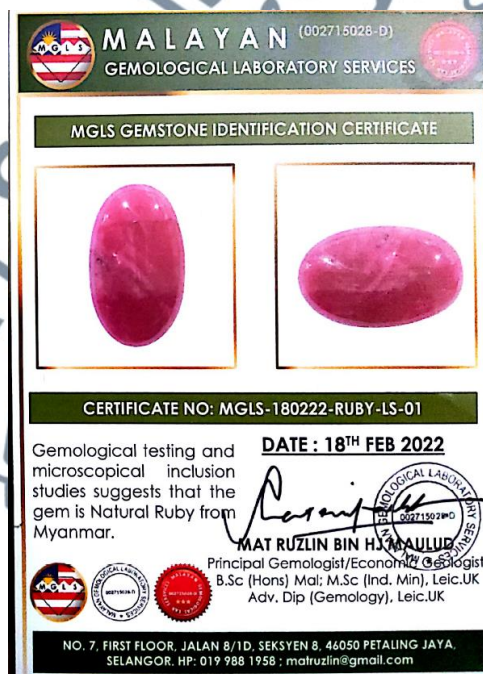 MGLS
MALAYAN (002715028-D)
GEMOLOGICAL LABORATORY SERVICES
MGLS GEMSTONE IDENTIFICATION CERTIFICATE
CERTIFICATE NO: MGLS-180222-RUBY-LS-01
Gemological testing and
microscopical inclusion
studies suggests that the
gem is Natural Ruby from
Myanmar.
DATE : 18TH FEB 2022
MAT RUZLIN BIN HJ MAULUD
Principal Gemologist/Economic Geologist
B.Sc (Hons) Mal; M.Sc (Ind. Min), Leic.UK
Adv. Dip (Gemology), Leic.UK
MGLS
NO. 7, FIRST FLOOR, JALAN 8/1D, SEKSYEN 8, 46050 PETALING JAYA,
SELANGOR. HP: 019 988 1958 ; matruzlin@gmail.com